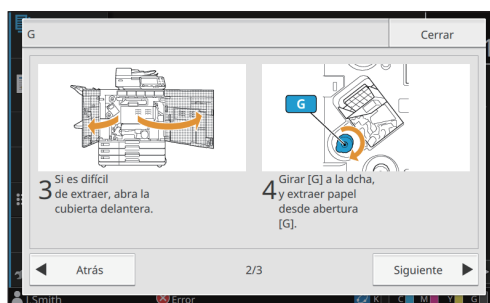 G
Cerrar
G
3 Si es difícil
de extraer, abra la
cubierta delantera.
4 Girar [G] a la dcha,
y extraer papel
desde abertura
[G].
Atrás
2/3
Siguiente
J.Smith
Error
K C M Y G